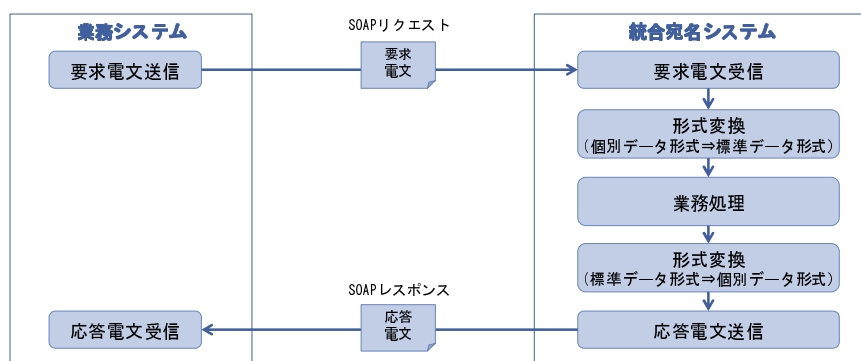 業務システム
SOAPリクエスト
統合宛名システム
要求電文送信
要求
電文
要求電文受信
形式変換
(個別データ形式⇒標準データ形式)
業務処理
形式変換
(標準データ形式⇒個別データ形式)
SOAPレスポンス
応答電文受信
応答
電文
応答電文送信